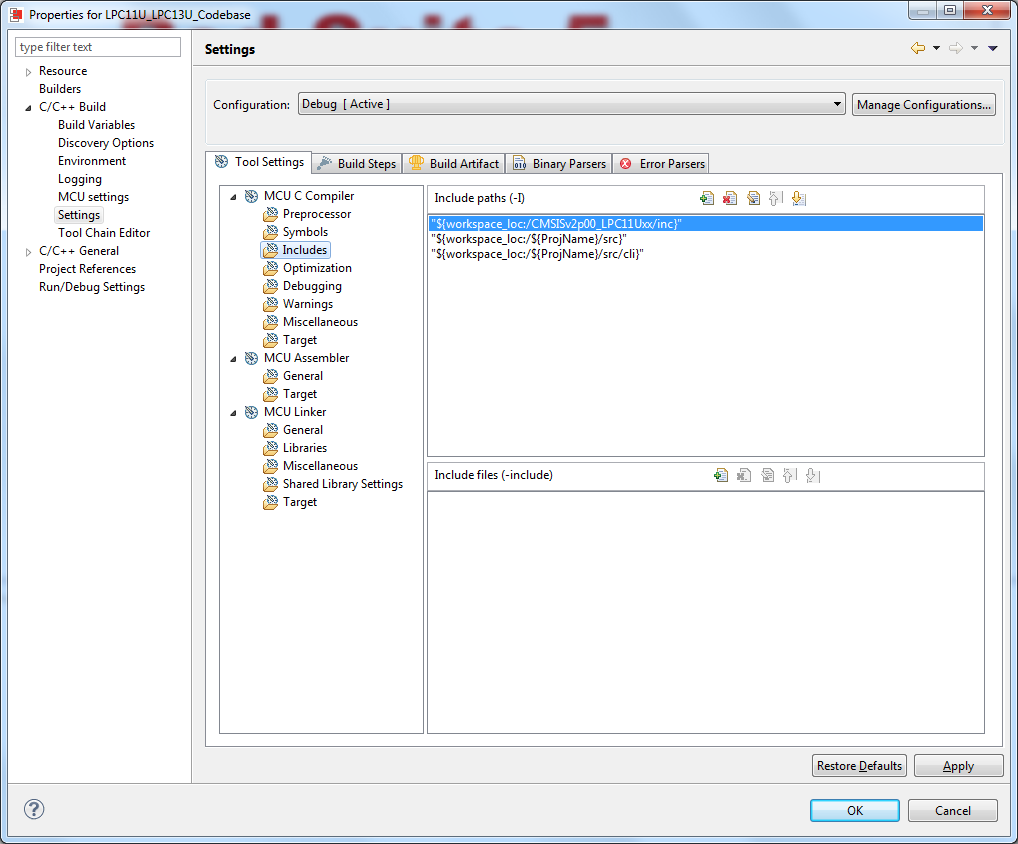 Properties for LPC11U_LPC13U_Codebase
type filter text
Resource
Builders
C/C++ Build
Build Variables
Discovery Options
Environment
Logging
MCU settings
Settings
Tool Chain Editor
C/C++ General
Project References
Run/Debug Settings
Settings
Configuration:
Debug [ Active ]
Manage Configurations...
Tool Settings
Build Steps
Build Artifact
Binary Parsers
Error Parsers
MCU C Compiler
Preprocessor
Symbols
Includes
Optimization
Debugging
Warnings
Miscellaneous
Target
MCU Assembler
General
Target
MCU Linker
General
Libraries
Miscellaneous
Shared Library Settings
Target
Include paths (-I)
"${workspace_loc:/CMSISv2p00_LPC11Uxx/inc}"
"${workspace_loc:/${ProjName}/src}"
"${workspace_loc:/${ProjName}/src/cli}"
Include files (-include)
Restore Defaults
Apply
OK
Cancel